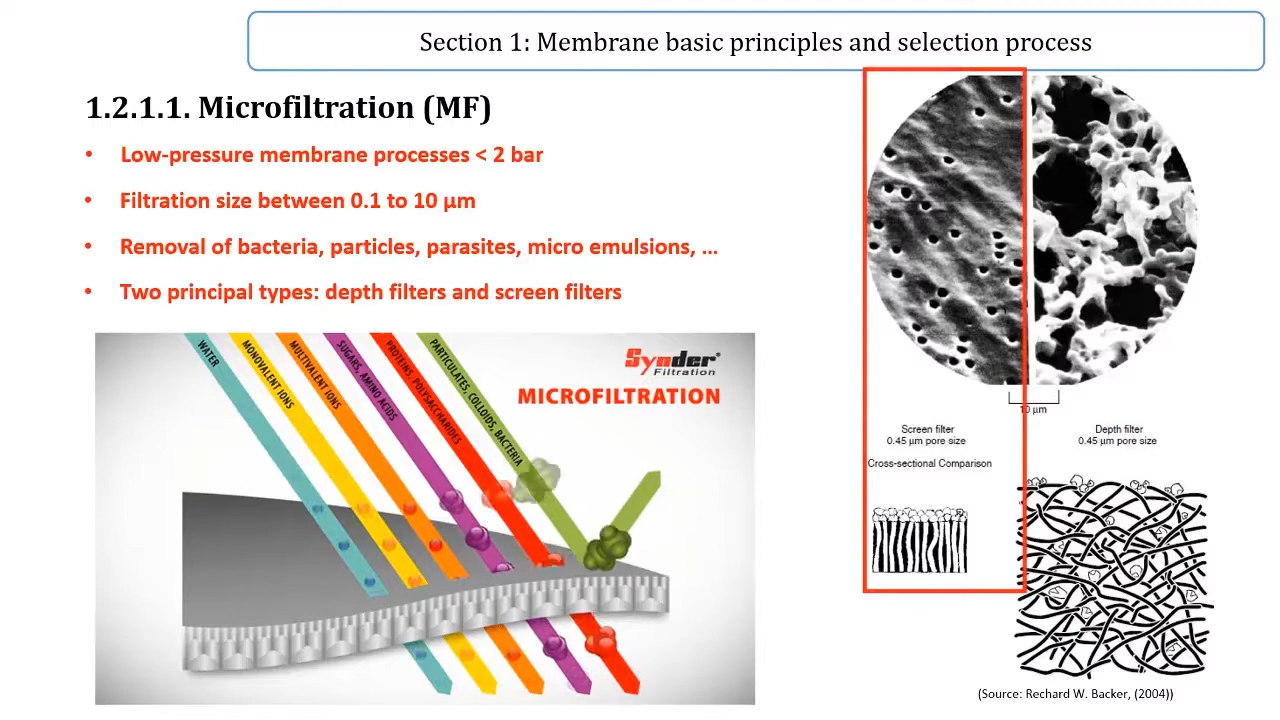 Section 1: Membrane basic principles and selection process
1.2.1.1. Microfiltration (MF)
• Low-pressure membrane processes < 2 bar
• Filtration size between 0.1 to 10 µm
• Removal of bacteria, particles, parasites, micro emulsions, ...
• Two principal types: depth filters and screen filters
WATER
MONOVALENT IONS
MULTIVALENT IONS
SUGARS, AMINO ACIDS
PROTEINS, POLYSACCHARIDES
PARTICULATES, COLLOIDS, BACTERIA
Synder®
Filtration
MICROFILTRATION
10 µm
Screen filter
0.45 µm pore size
Depth filter
0.45 µm pore size
Cross-sectional Comparison
(Source: Rechard W. Backer, (2004))